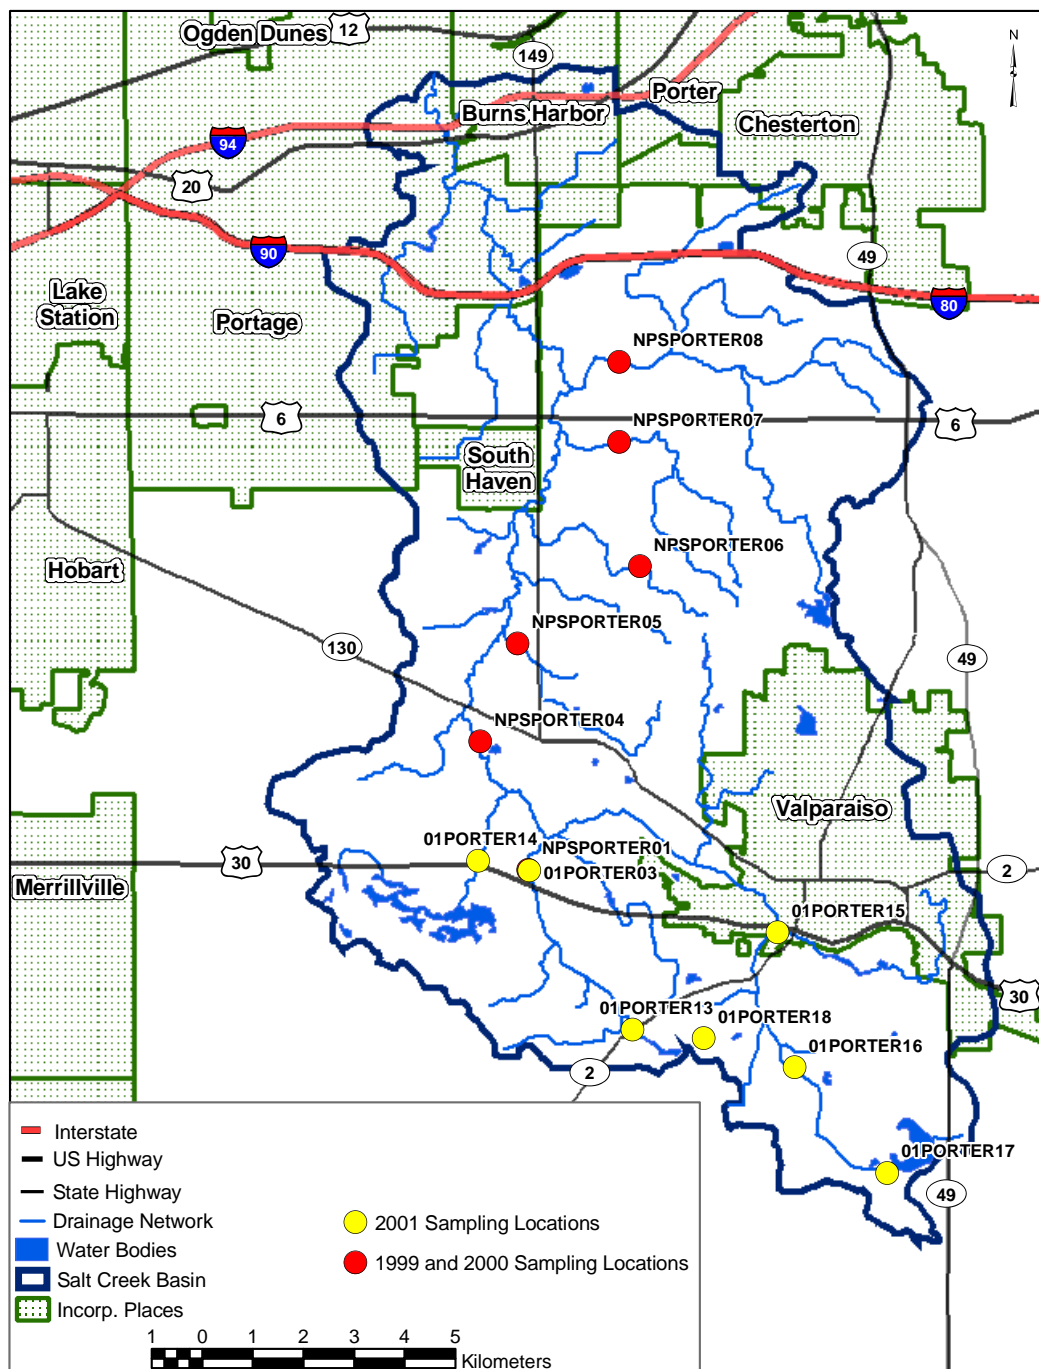 Ogden Dunes
12
N
149
Porter
Burns Harbor
Chesterton
94
20
90
49
Lake
Station
Portage
80
NPSPORTER08
6
NPSPORTER07
6
South
Haven
NPSPORTER06
Hobart
NPSPORTER05
130
49
NPSPORTER04
Valparaiso
01PORTER14
NPSPORTER01
30
01PORTER03
2
Merrillville
01PORTER15
30
01PORTER13
01PORTER18
01PORTER16
2
01PORTER17
49
Interstate
US Highway
State Highway
Drainage Network
Water Bodies
Salt Creek Basin
Incorp. Places
2001 Sampling Locations
1999 and 2000 Sampling Locations
1 0 1 2 3 4 5
Kilometers